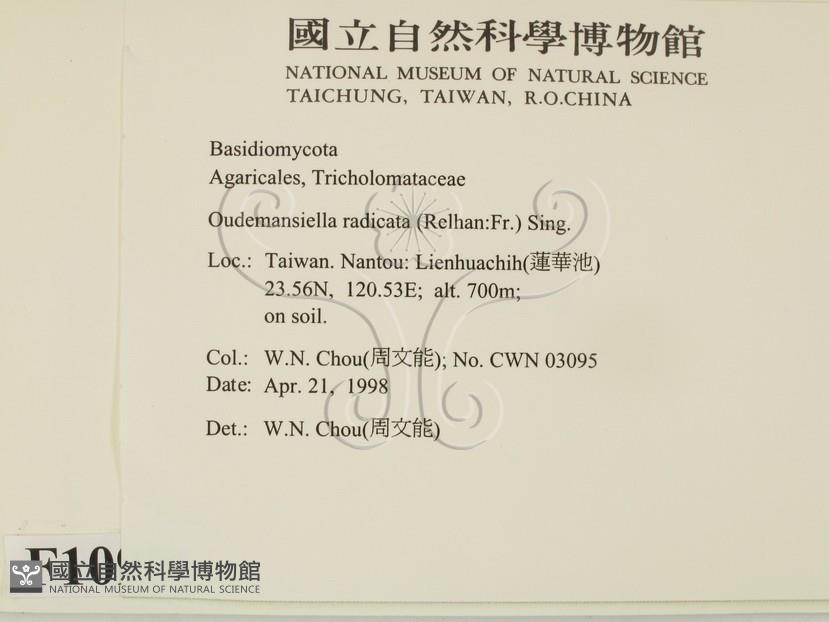 國立自然科學博物館
NATIONAL MUSEUM OF NATURAL SCIENCE
TAICHUNG, TAIWAN, R.O.CHINA
Basidiomycota
Agaricales, Tricholomataceae
Oudemansiella radicata (Relhan:Fr.) Sing.
Loc.: Taiwan. Nantou: Lienhuachih(蓮華池)
23.56N, 120.53E; alt. 700m;
on soil.
Col.: W.N. Chou(周文能); No. CWN 03095
Date: Apr. 21, 1998
Det.: W.N. Chou(周文能)
國立自然科學博物館
NATIONAL MUSEUM OF NATURAL SCIENCE